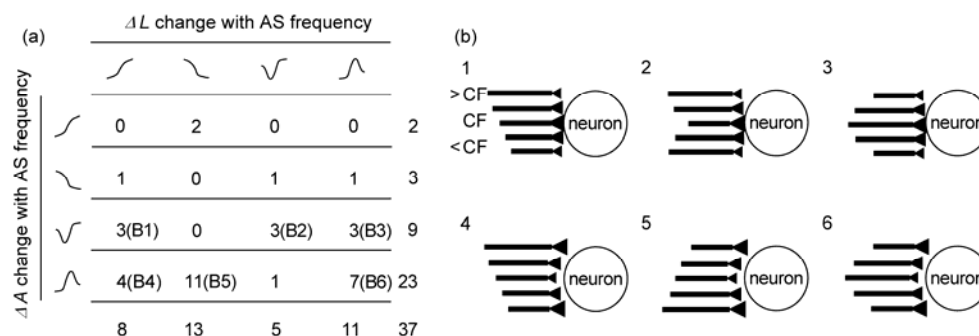 (a)
ΔL change with AS frequency
ΔA change with AS frequency
0 2 0 0 2
1 0 1 1 3
3(B1) 0 3(B2) 3(B3) 9
4(B4) 11(B5) 1 7(B6) 23
8 13 5 11 37
(b)
1 2 3
>CF
CF
<CF
neuron neuron neuron
4 5 6
neuron neuron neuron